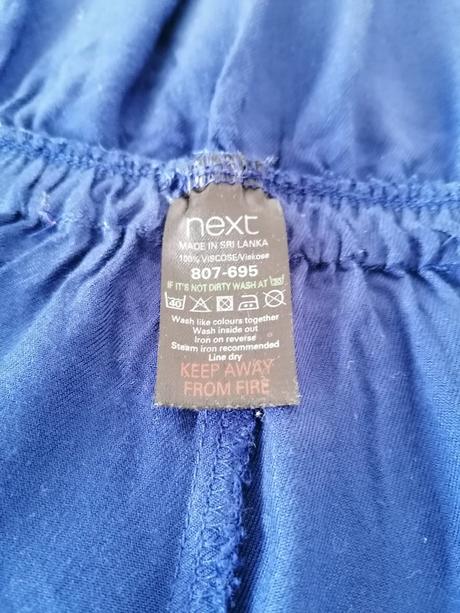 next
MADE IN SRI LANKA
100% VISCOSE/Viskose
807-695
IF IT'S NOT DIRTY WASH AT 30°
40
Wash like colours together
Wash inside out
Iron on reverse
Steam iron recommended
Line dry
KEEP AWAY
FROM FIRE